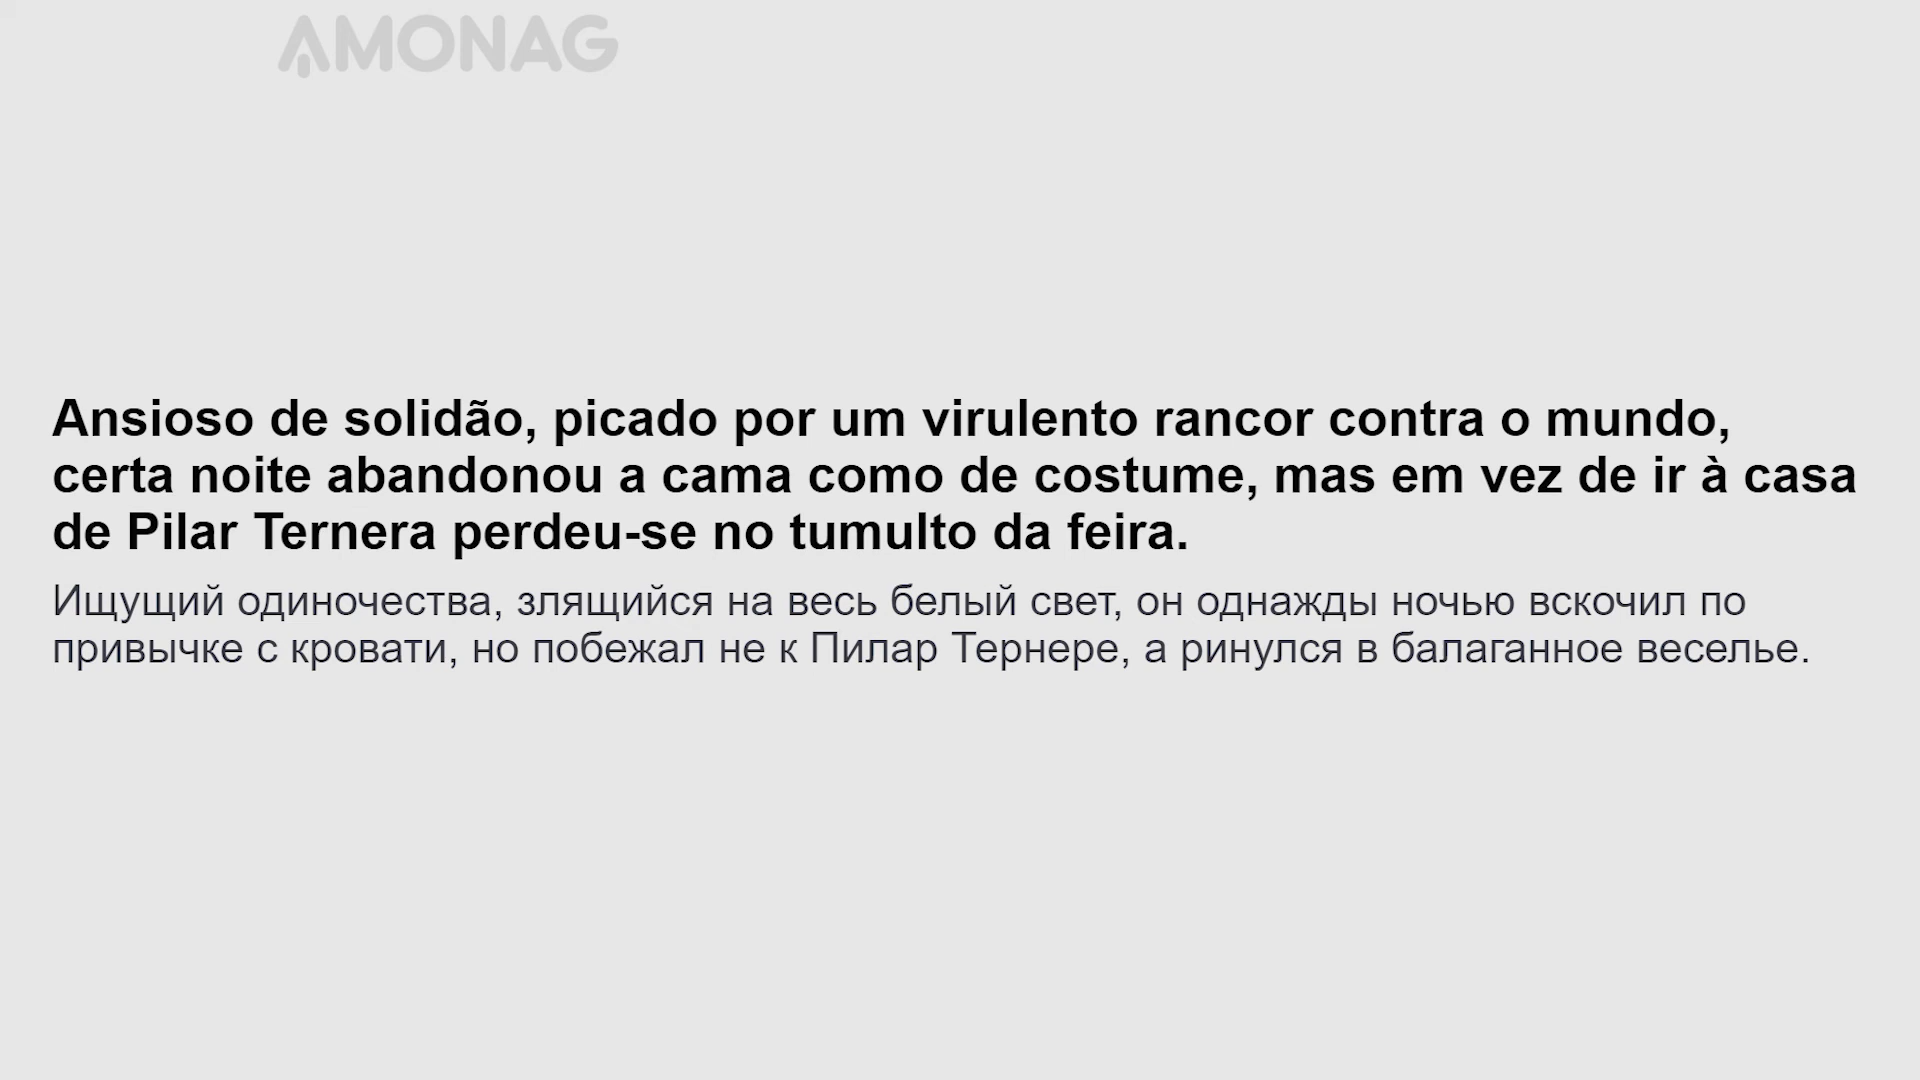 AMONAG
Ansioso de solidão, picado por um virulento rancor contra o mundo,
certa noite abandonou a cama como de costume, mas em vez de ir à casa
de Pilar Ternera perdeu-se no tumulto da feira.
Ищущий одиночества, злящийся на весь белый свет, он однажды ночью вскочил по
привычке с кровати, но побежал не к Пилар Тернере, а ринулся в балаганное веселье.